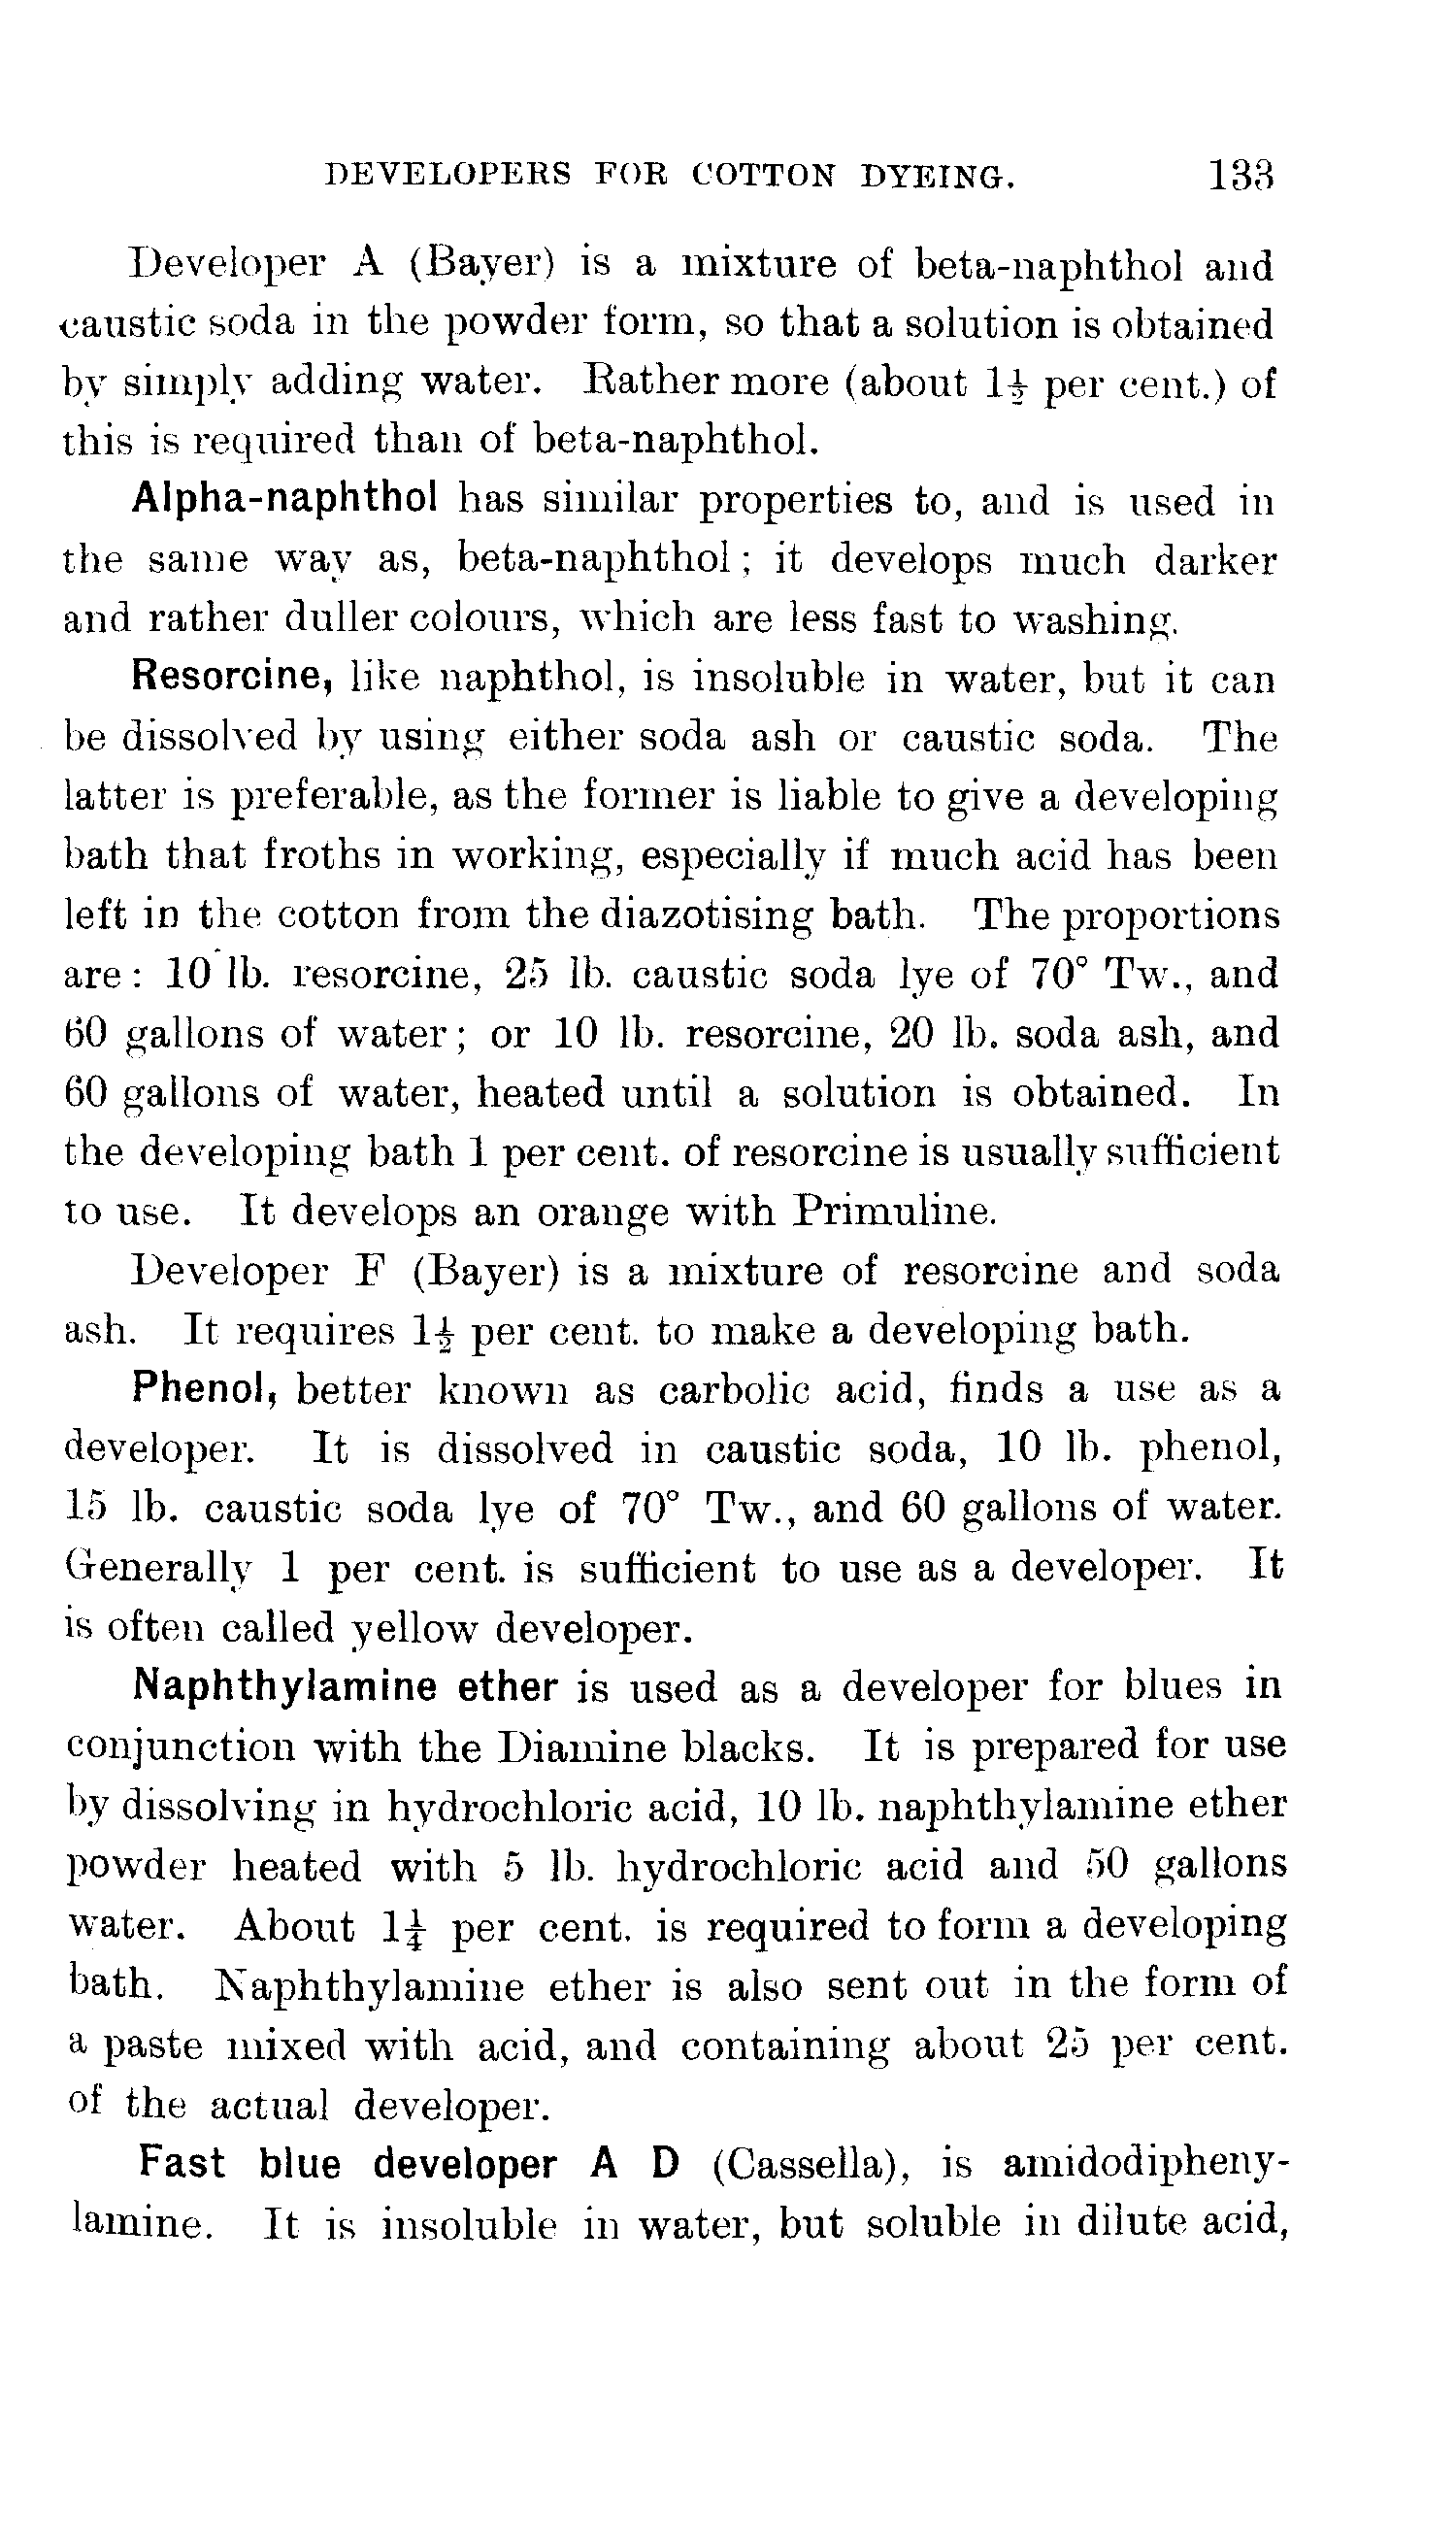 DEVELOPERS FOR COTTON DYEING. 133
Developer A (Bayer) is a mixture of beta-naphthol and
caustic soda in the powder form, so that a solution is obtained
by simply adding water. Rather more (about 1½ per cent.) of
this is required than of beta-naphthol.
Alpha-naphthol has similar properties to, and is used in
the same way as, beta-naphthol; it develops much darker
and rather duller colours, which are less fast to washing.
Resorcine, like naphthol, is insoluble in water, but it can
be dissolved by using either soda ash or caustic soda. The
latter is preferable, as the former is liable to give a developing
bath that froths in working, especially if much acid has been
left in the cotton from the diazotising bath. The proportions
are: 10 lb. resorcine, 25 lb. caustic soda lye of 70° Tw., and
60 gallons of water; or 10 lb. resorcine, 20 lb. soda ash, and
60 gallons of water, heated until a solution is obtained. In
the developing bath 1 per cent. of resorcine is usually sufficient
to use. It develops an orange with Primuline.
Developer F (Bayer) is a mixture of resorcine and soda
ash. It requires 1½ per cent. to make a developing bath.
Phenol, better known as carbolic acid, finds a use as a
developer. It is dissolved in caustic soda, 10 lb. phenol,
15 lb. caustic soda lye of 70° Tw., and 60 gallons of water.
Generally 1 per cent. is sufficient to use as a developer. It
is often called yellow developer.
Naphthylamine ether is used as a developer for blues in
conjunction with the Diamine blacks. It is prepared for use
by dissolving in hydrochloric acid, 10 lb. naphthylamine ether
powder heated with 5 lb. hydrochloric acid and 50 gallons
water. About 1¼ per cent. is required to form a developing
bath. Naphthylamine ether is also sent out in the form of
a paste mixed with acid, and containing about 25 per cent.
of the actual developer.
Fast blue developer A D (Cassella), is amidodipheny-
lamine. It is insoluble in water, but soluble in dilute acid,